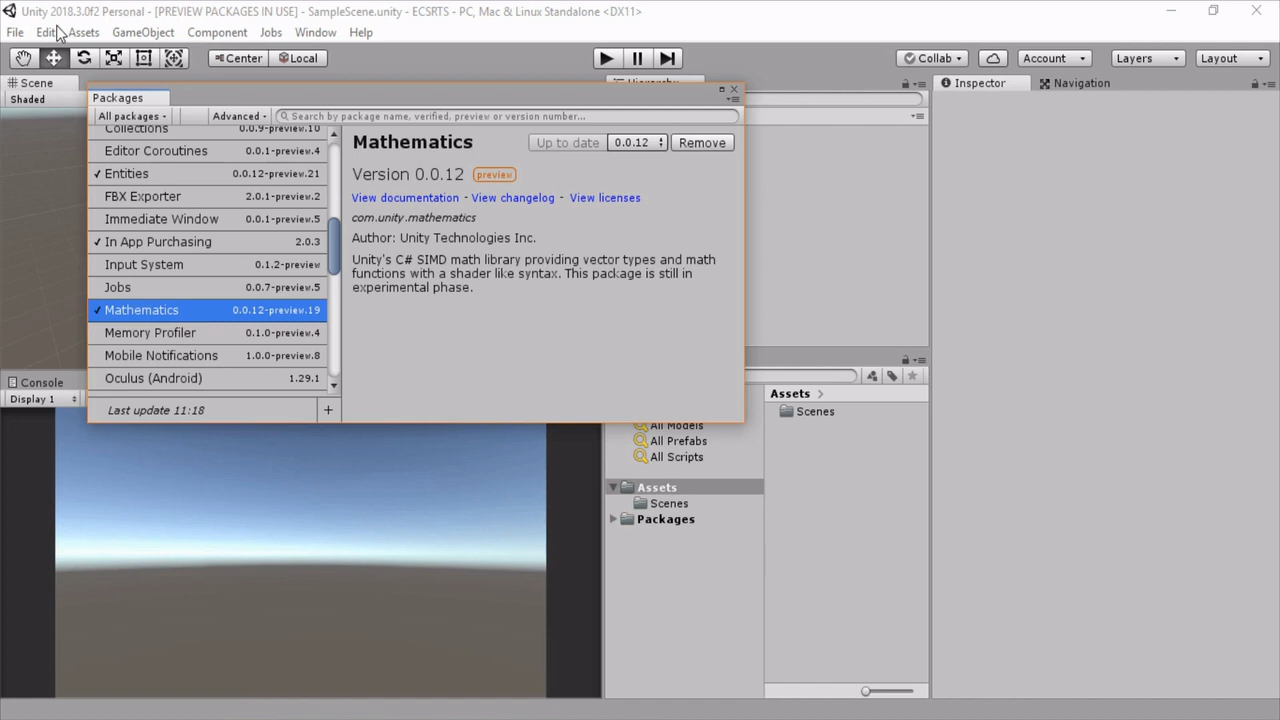 Unity 2018.3.0f2 Personal - [PREVIEW PACKAGES IN USE] - SampleScene.unity - ECSRTS - PC, Mac & Linux Standalone <DX11>
File Edit Assets GameObject Component Jobs Window Help
Center Local Collab Account Layers Layout
Scene
Hierarchy
Inspector Navigation
Shaded
Packages
All packages Advanced Search by package name, verified, preview or version number...
Collections 0.0.9-preview.10
Editor Coroutines 0.0.1-preview.4
✓ Entities 0.0.12-preview.21
FBX Exporter 2.0.1-preview.2
Immediate Window 0.0.1-preview.5
✓ In App Purchasing 2.0.3
Input System 0.1.2-preview
Jobs 0.0.7-preview.5
✓ Mathematics 0.0.12-preview.19
Memory Profiler 0.1.0-preview.4
Mobile Notifications 1.0.0-preview.8
Oculus (Android) 1.29.1
Last update 11:18 +
Mathematics Up to date 0.0.12 Remove
Version 0.0.12 preview
View documentation - View changelog - View licenses
com.unity.mathematics
Author: Unity Technologies Inc.
Unity's C# SIMD math library providing vector types and math
functions with a shader like syntax. This package is still in
experimental phase.
Console
Display 1
All Models
All Prefabs
All Scripts
Assets
Scenes
Packages
Assets
Scenes